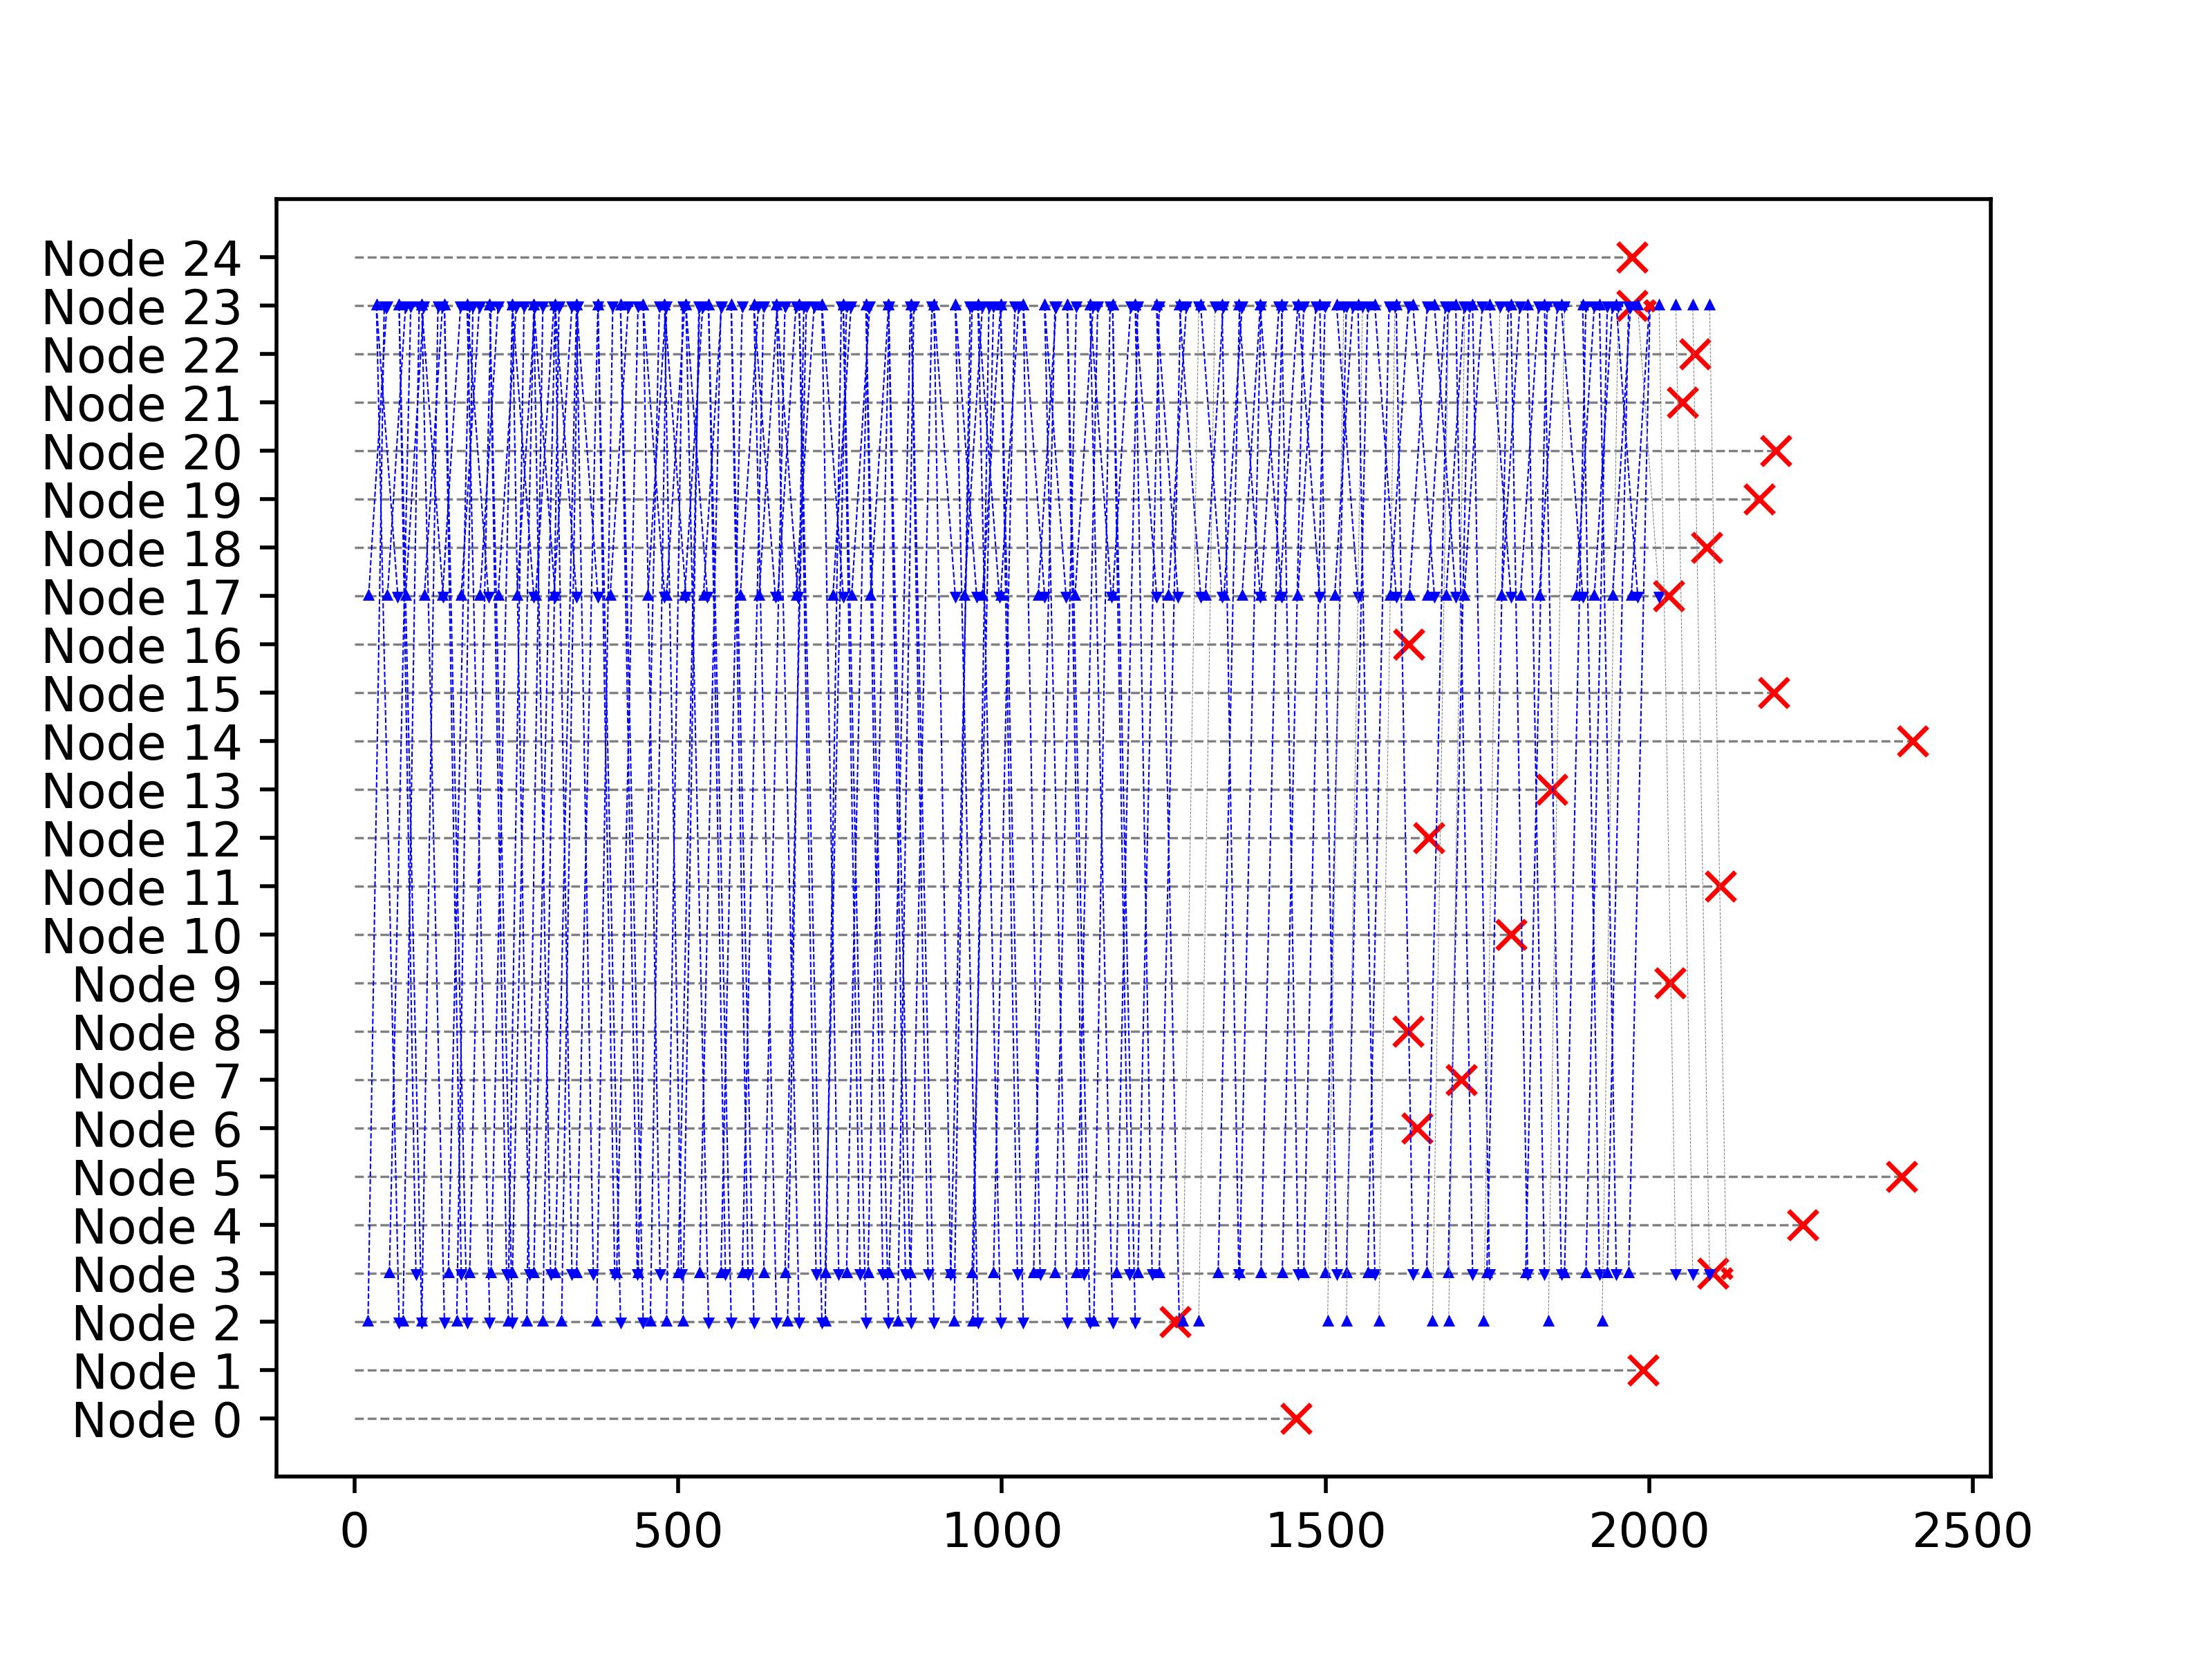 Node 24
Node 23
Node 22
Node 21
Node 20
Node 19
Node 18
Node 17
Node 16
Node 15
Node 14
Node 13
Node 12
Node 11
Node 10
Node 9
Node 8
Node 7
Node 6
Node 5
Node 4
Node 3
Node 2
Node 1
Node 0
0 500 1000 1500 2000 2500